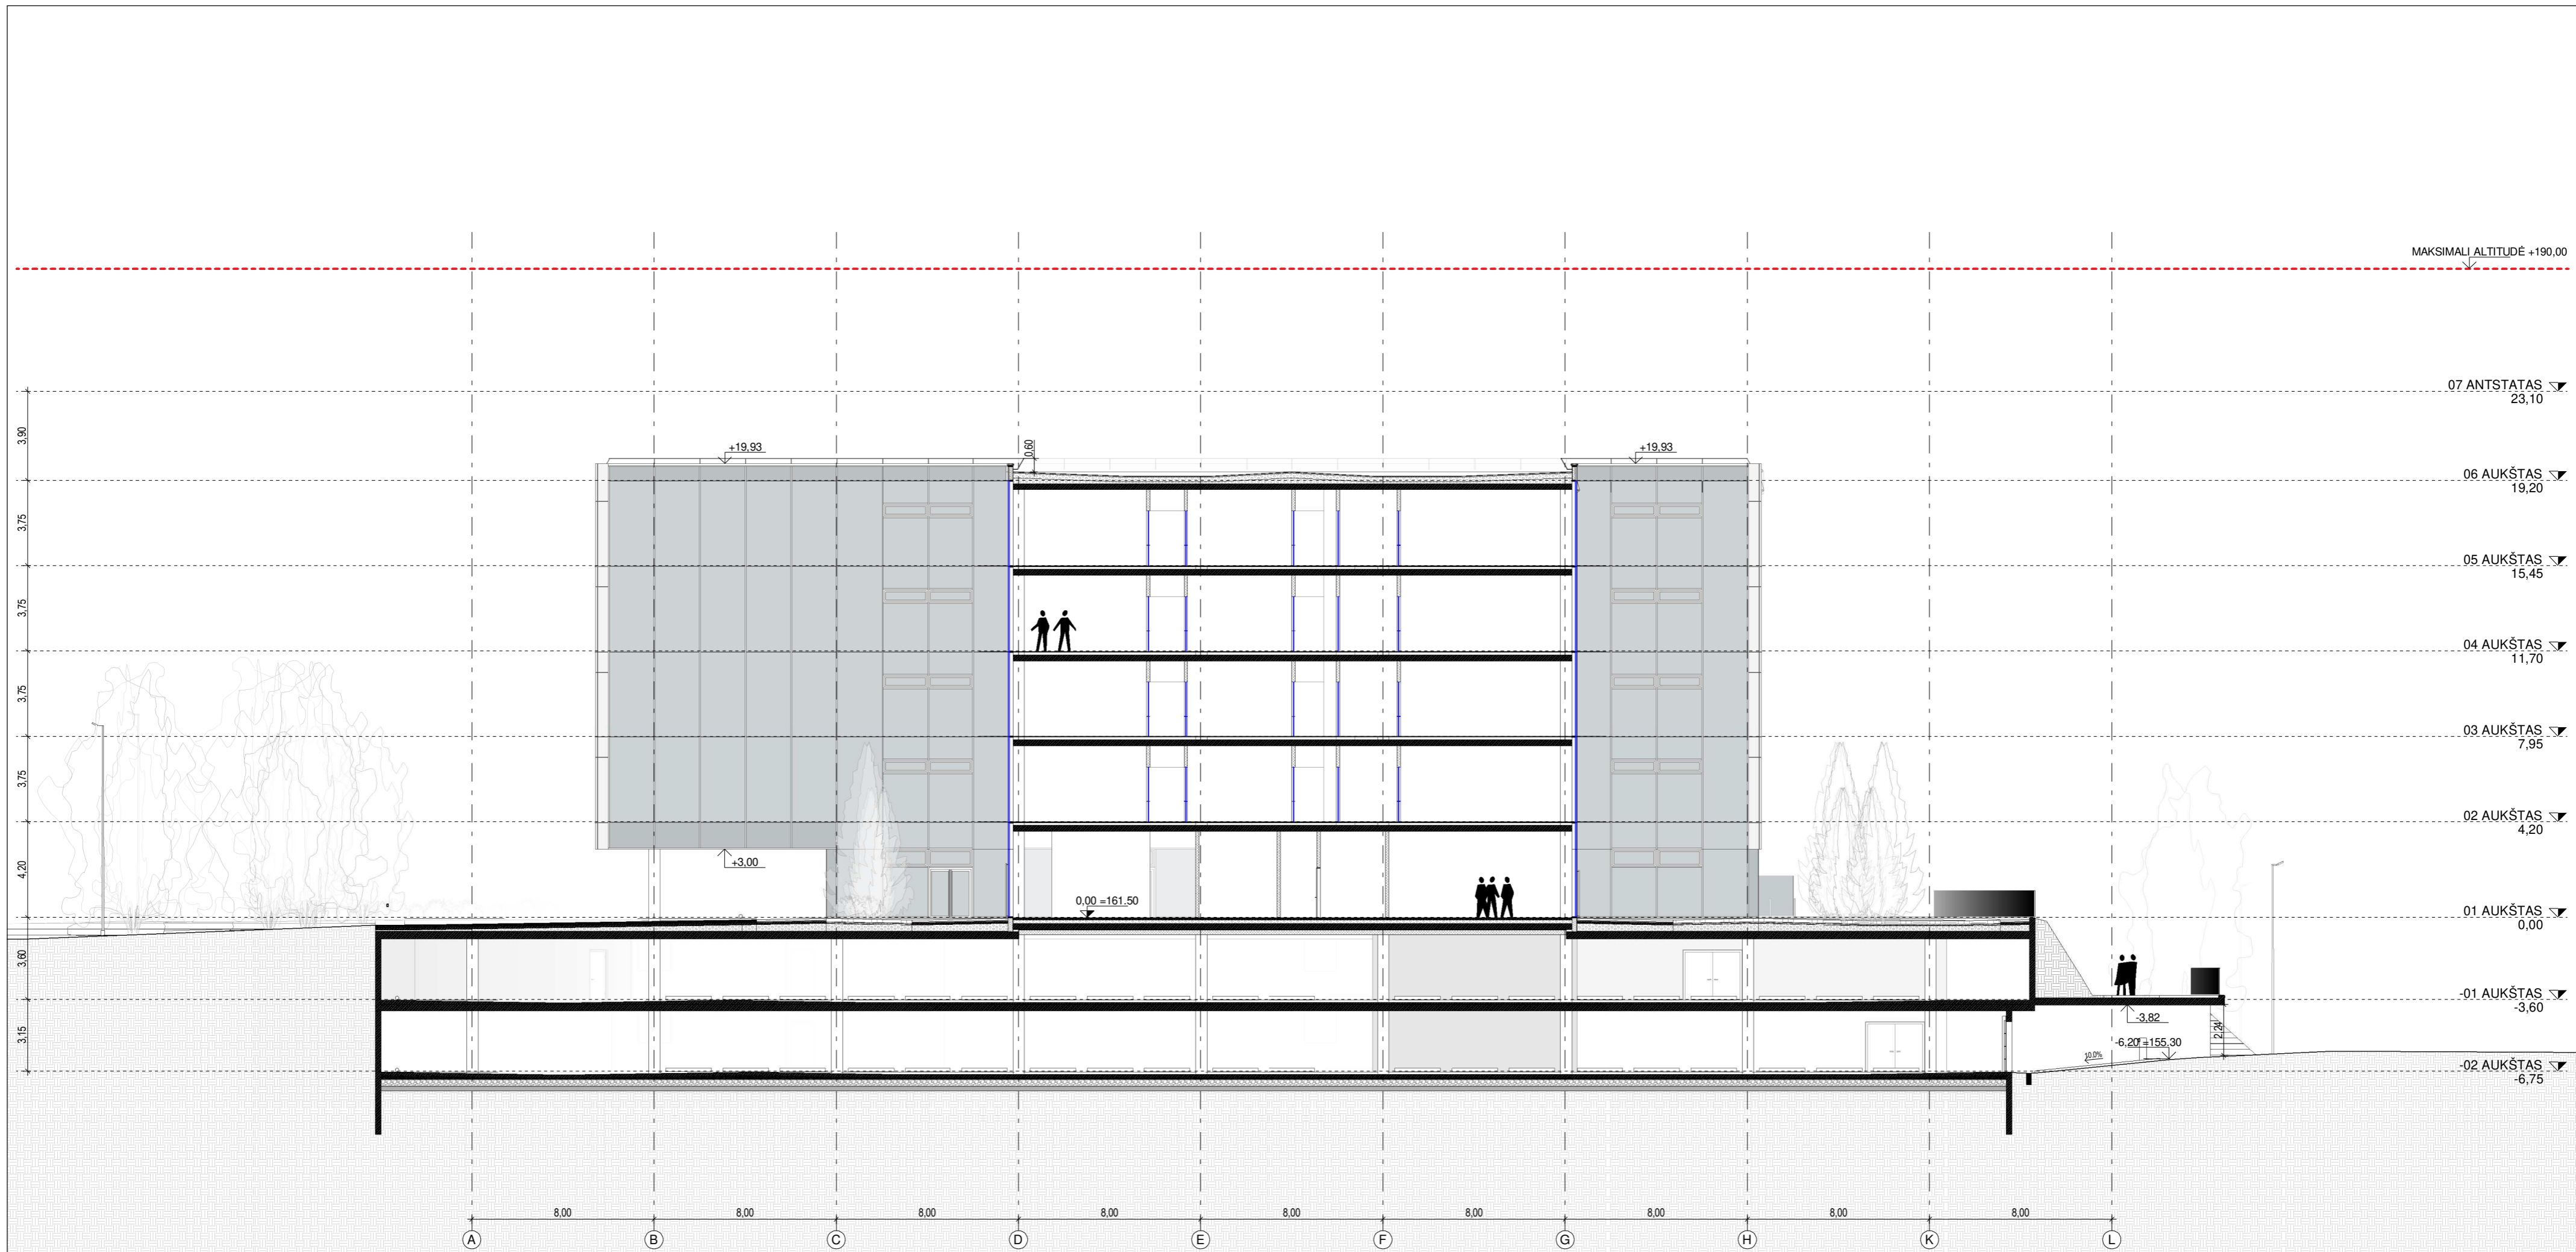 MAKSIMALI ALTITUDĖ +190,00
07 ANTSTATAS
23,10
3,90
+19,93
0,60
+19,93
06 AUKŠTAS
19,20
3,75
05 AUKŠTAS
15,45
3,75
04 AUKŠTAS
11,70
3,75
03 AUKŠTAS
7,95
3,75
02 AUKŠTAS
4,20
4,20
+3,00
0,00 =161.50
01 AUKŠTAS
0,00
3,60
-01 AUKŠTAS
-3,60
3,15
-3,82
2,24
-6,20 =155,30
10.0%
-02 AUKŠTAS
-6,75
8,00 8,00 8,00 8,00 8,00 8,00 8,00 8,00 8,00
A B C D E F G H K L